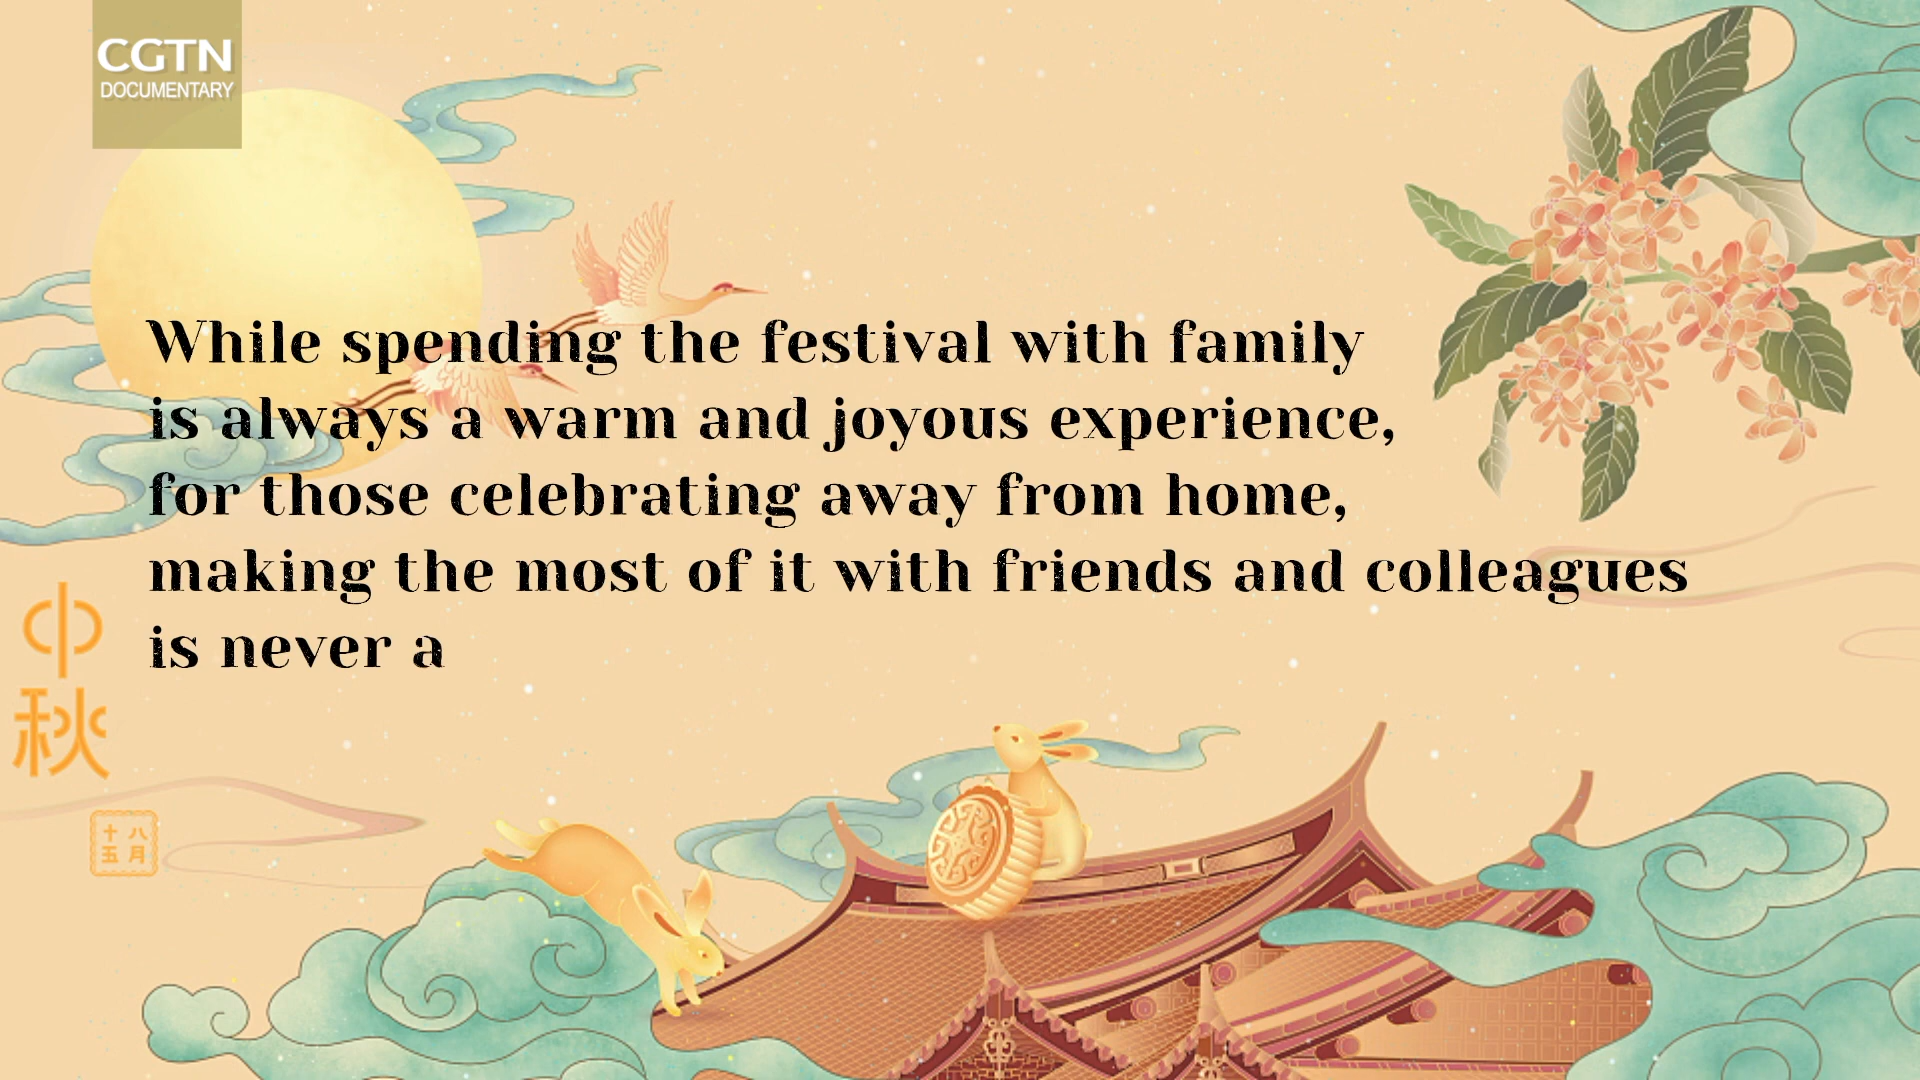 CGTN
DOCUMENTARY
While spending the festival with family
is always a warm and joyous experience,
for those celebrating away from home,
making the most of it with friends and colleagues
is never a
中秋
八月
十五